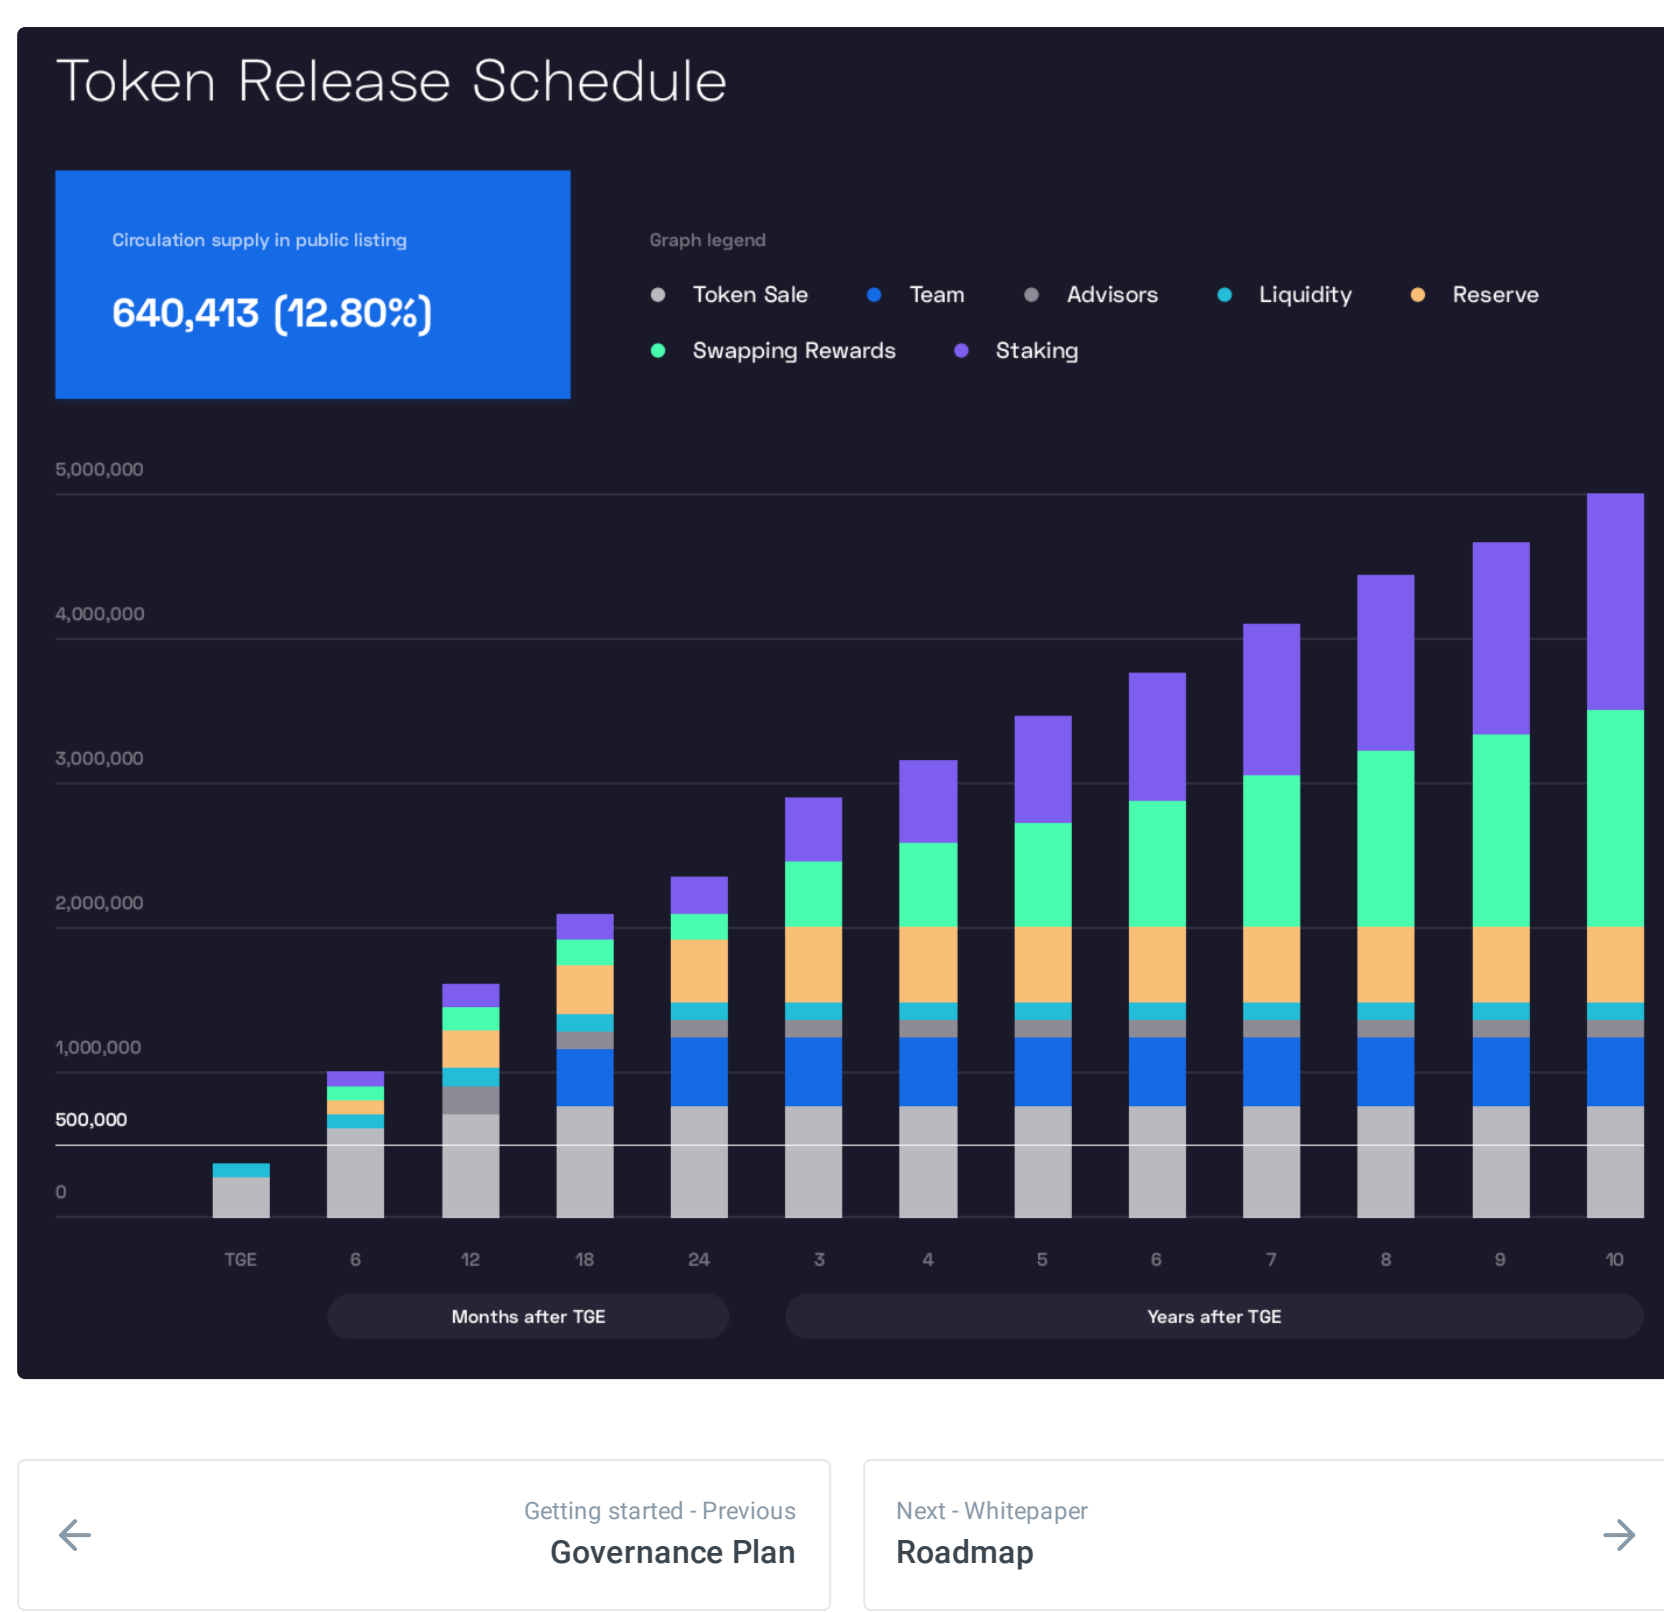 Token Release Schedule
Circulation supply in public listing
640,413 (12.80%)
Graph legend
Token Sale
Team
Advisors
Liquidity
Reserve
Swapping Rewards
Staking
5,000,000
4,000,000
3,000,000
2,000,000
1,000,000
500,000
0
TGE 6 12 18 24 3 4 5 6 7 8 9 10
Months after TGE
Years after TGE
Getting started - Previous
Governance Plan
Next - Whitepaper
Roadmap